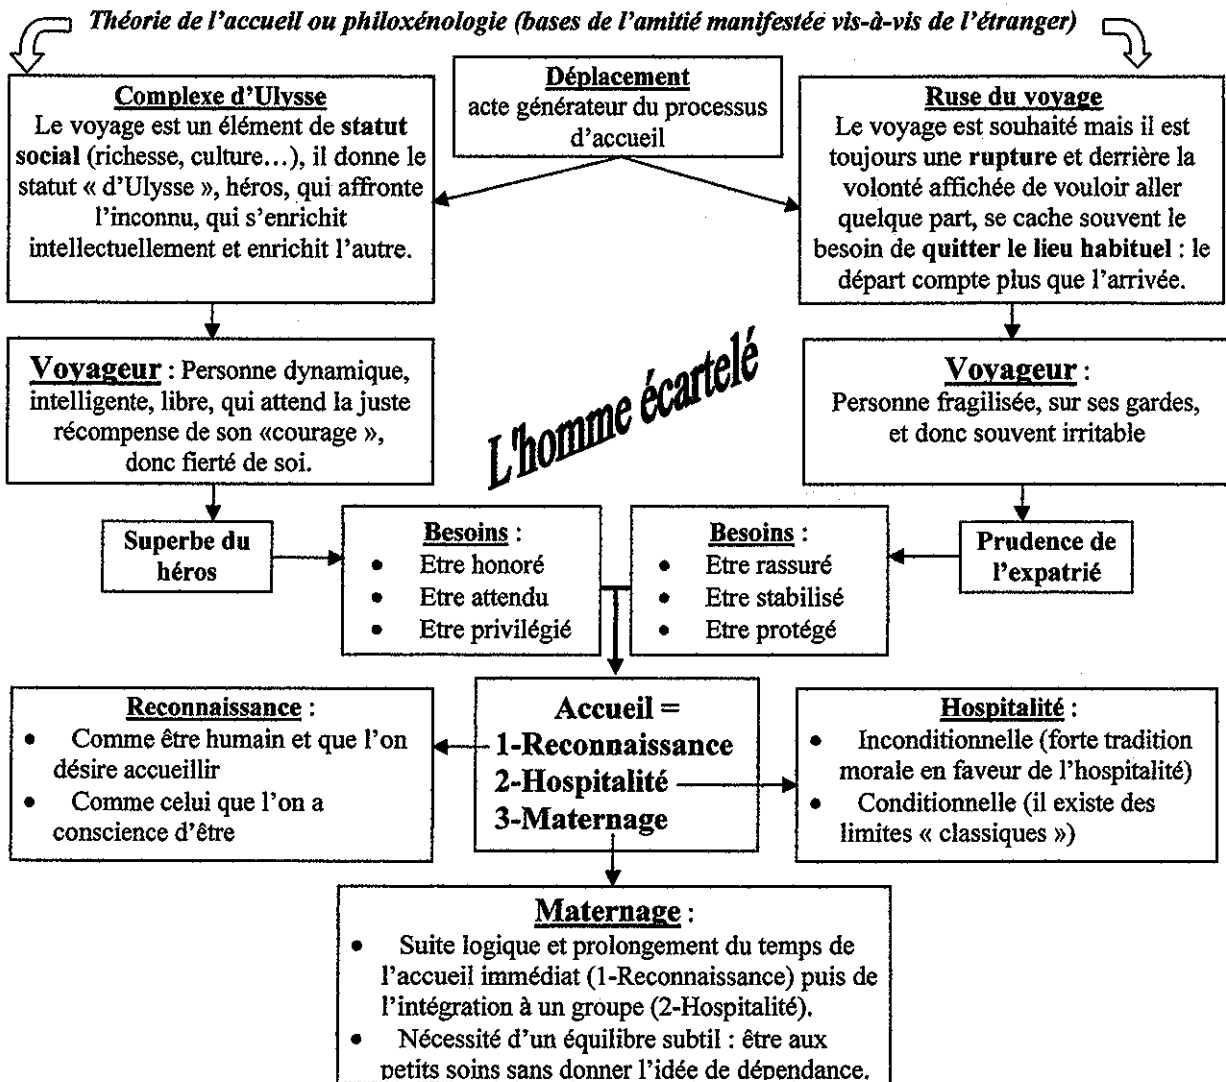 Théorie de l'accueil ou philoxénologie (bases de l'amitié manifestée vis-à-vis de l'étranger)
Complexe d'Ulysse
Le voyage est un élément de statut
social (richesse, culture…), il donne le
statut « d'Ulysse », héros, qui affronte
l'inconnu, qui s'enrichit
intellectuellement et enrichit l'autre.
Déplacement
acte générateur du processus
d'accueil
Ruse du voyage
Le voyage est souhaité mais il est
toujours une rupture et derrière la
volonté affichée de vouloir aller
quelque part, se cache souvent le
besoin de quitter le lieu habituel : le
départ compte plus que l'arrivée.
Voyageur : Personne dynamique,
intelligente, libre, qui attend la juste
récompense de son «courage »,
donc fierté de soi.
L'homme écartelé
Voyageur :
Personne fragilisée, sur ses gardes,
et donc souvent irritable
Superbe du
héros
Besoins :
• Etre honoré
• Etre attendu
• Etre privilégié
Besoins :
• Etre rassuré
• Etre stabilisé
• Etre protégé
Prudence de
l'expatrié
Reconnaissance :
• Comme être humain et que l'on
désire accueillir
• Comme celui que l'on a
conscience d'être
Accueil =
1-Reconnaissance
2-Hospitalité
3-Maternage
Hospitalité :
• Inconditionnelle (forte tradition
morale en faveur de l'hospitalité)
• Conditionnelle (il existe des
limites « classiques »)
Maternage :
• Suite logique et prolongement du temps de
l'accueil immédiat (1-Reconnaissance) puis de
l'intégration à un groupe (2-Hospitalité).
• Nécessité d'un équilibre subtil : être aux
petits soins sans donner l'idée de dépendance.